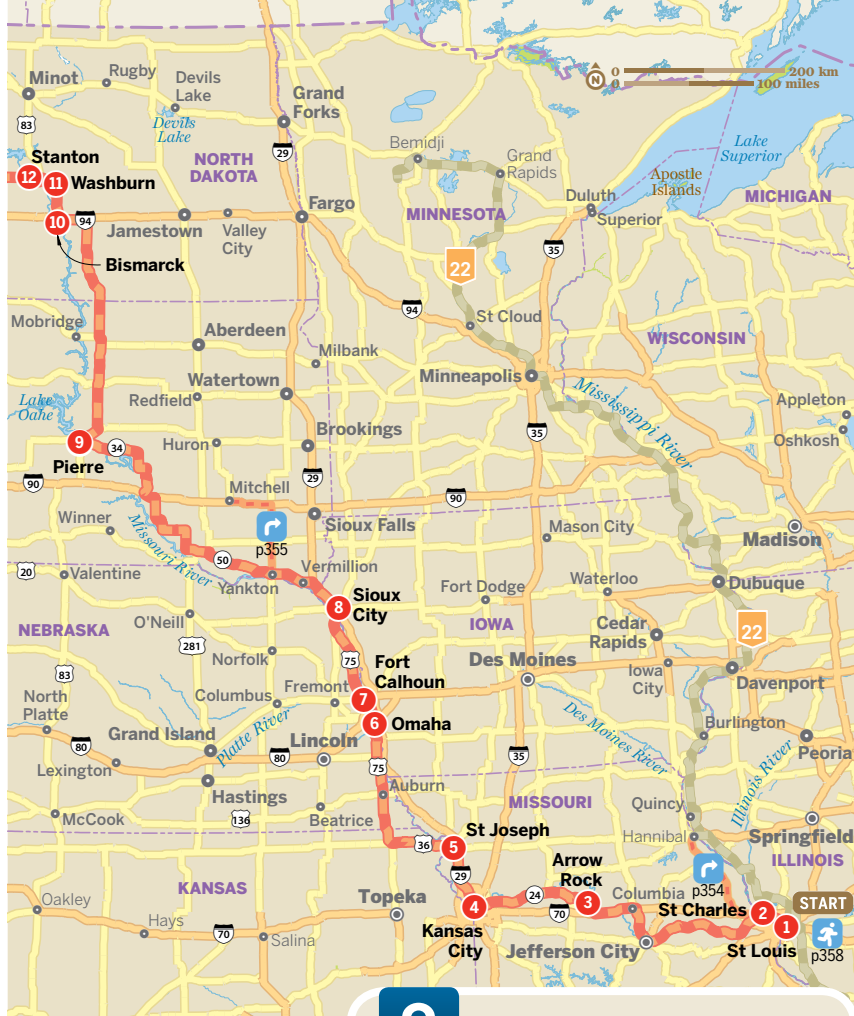 Minot
Rugby
Devils
Lake
Grand
Forks
0
200 km
N
0
100 miles
83
Devils
Lake
29
Bemidji
Grand
Rapids
Lake
Superior
Stanton
12
11
Washburn
NORTH
DAKOTA
Apostle
Islands
MICHIGAN
Duluth
Superior
Fargo
MINNESOTA
10
94
Jamestown
Valley
City
Bismarck
35
22
94
St Cloud
Mobridge
Aberdeen
WISCONSIN
Milbank
Minneapolis
Watertown
Redfield
Mississippi River
Appleton
Oshkosh
Lake
Oahe
Brookings
35
9
34
Huron
Pierre
29
90
Mitchell
90
Winner
p355
Sioux Falls
Mason City
Madison
Missouri River
50
Vermillion
20
Valentine
Yankton
Fort Dodge
Waterloo
Dubuque
8
Sioux
City
O'Neill
IOWA
Cedar
Rapids
22
NEBRASKA
281
75
Norfolk
Des Moines
Iowa
City
Davenport
83
Fort
Calhoun
North
Platte
Columbus
Fremont
7
6
Omaha
Des Moines River
Burlington
Platte River
Grand Island
80
80
Lincoln
35
Peoria
Lexington
75
Illinois River
Hastings
Auburn
MISSOURI
Quincy
McCook
136
Beatrice
Hannibal
Springfield
ILLINOIS
36
5
St Joseph
29
Arrow
Rock
p354
KANSAS
Oakley
Topeka
24
3
Columbia
START
4
70
St Charles
2
1
Hays
70
Salina
Kansas
City
Jefferson City
St Louis
p358